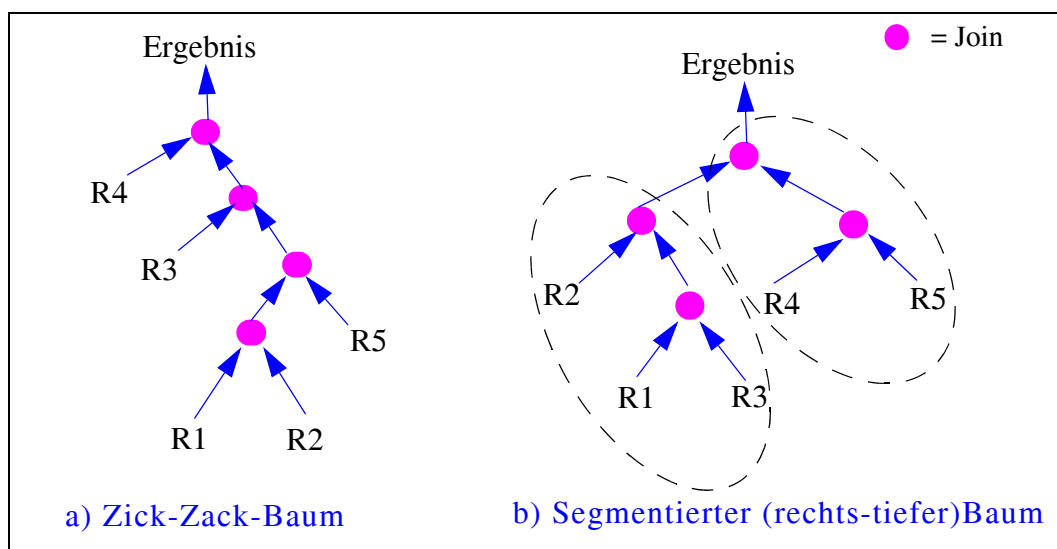 Ergebnis
R4
R3
R5
R1
R2
a) Zick-Zack-Baum
= Join
Ergebnis
R2
R4
R5
R1
R3
b) Segmentierter (rechts-tiefer)Baum